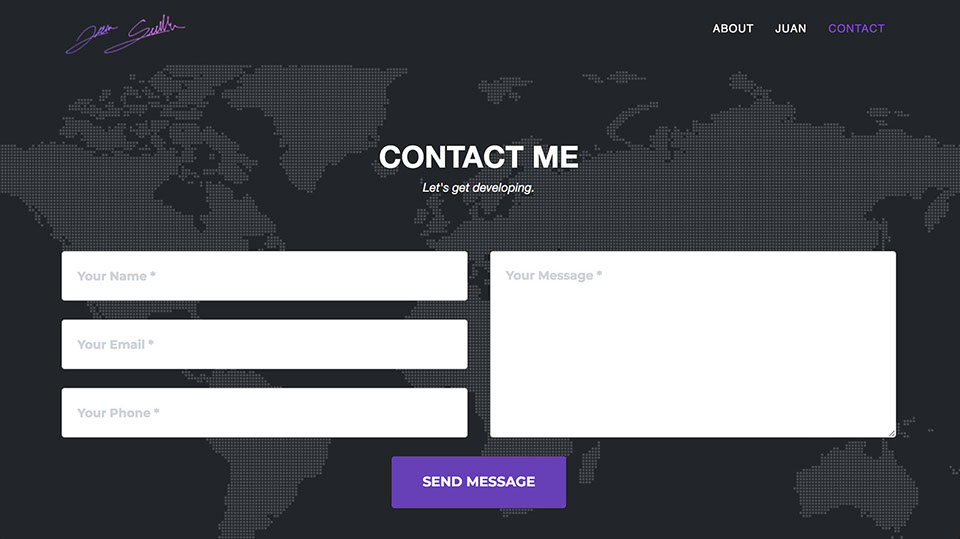 Juan
ABOUT JUAN CONTACT
CONTACT ME
Let's get developing.
Your Name *
Your Email *
Your Phone *
Your Message *
SEND MESSAGE